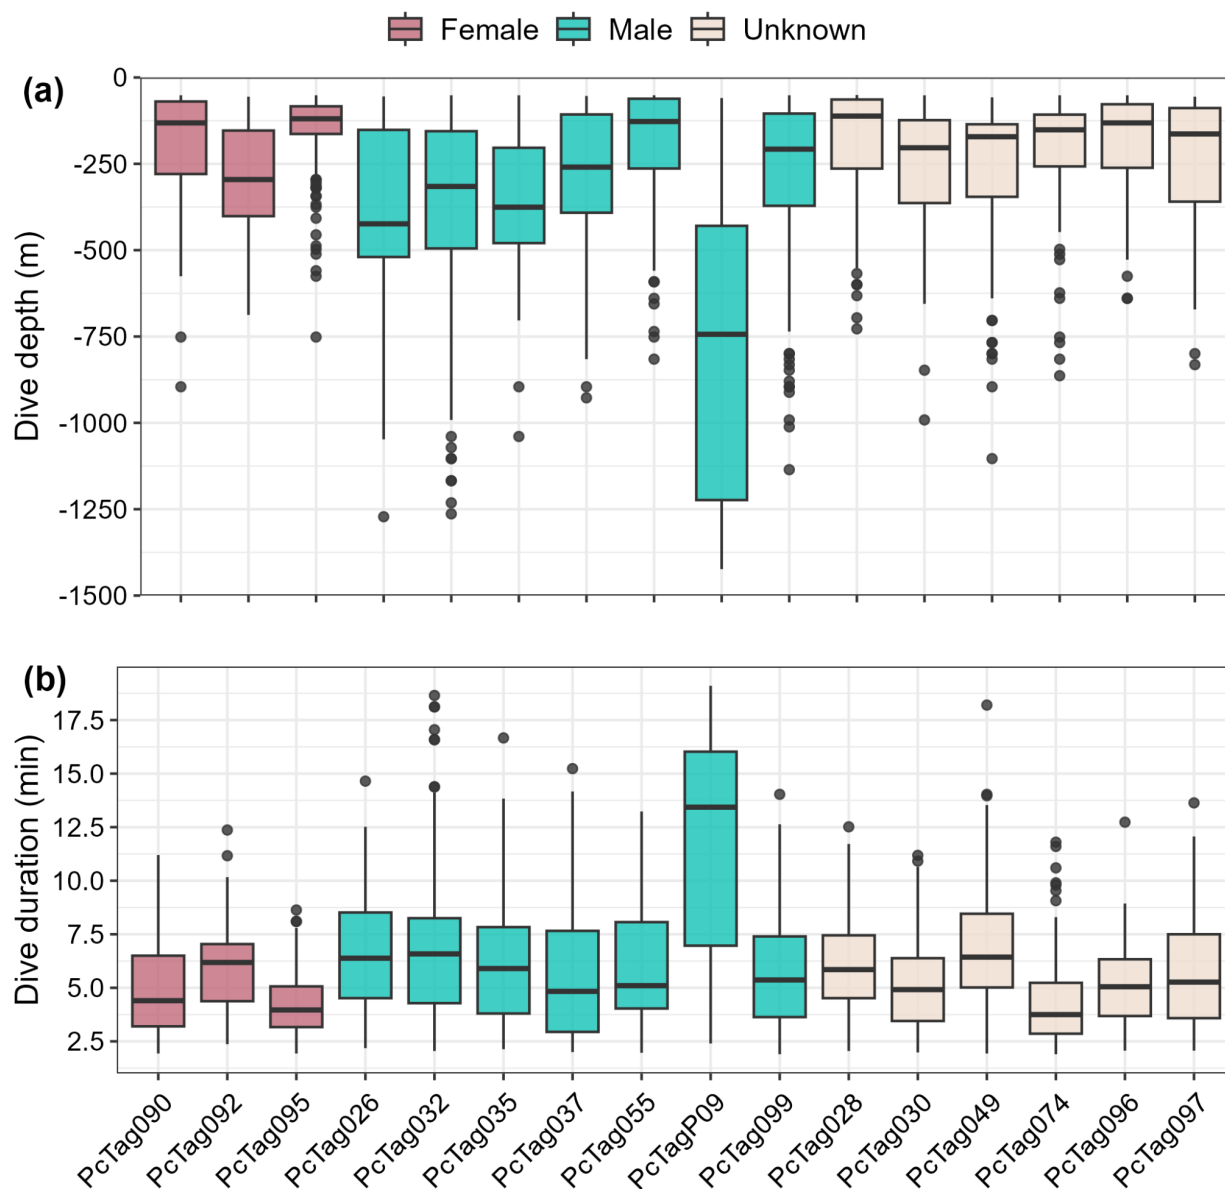 Female Male Unknown
(a)
Dive depth (m)
0
-250
-500
-750
-1000
-1250
-1500
(b)
Dive duration (min)
17.5
15.0
12.5
10.0
7.5
5.0
2.5
PcTag090 PcTag092 PcTag095 PcTag026 PcTag032 PcTag035 PcTag037 PcTag055 PcTagP09 PcTag099 PcTag028 PcTag030 PcTag049 PcTag074 PcTag096 PcTag097